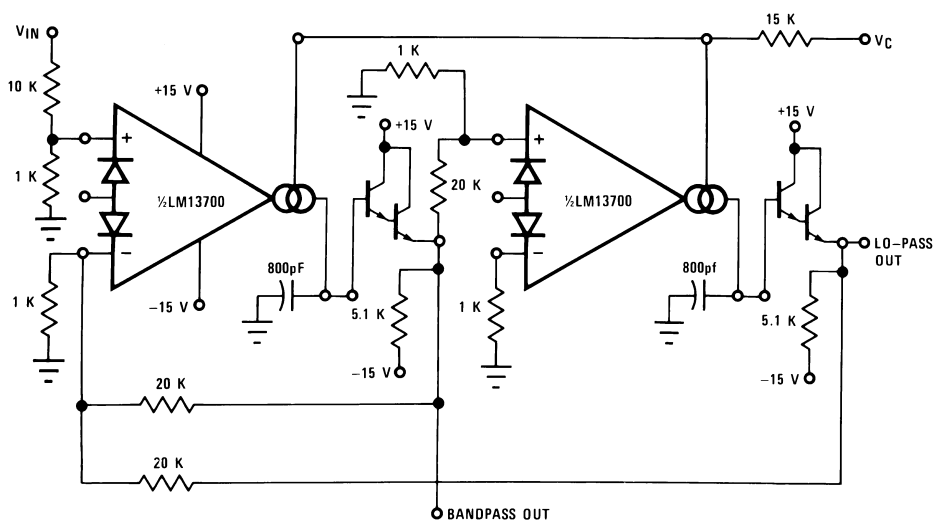 VIN
10 K
+15 V
1 K
15 K
VC
+
½LM13700
−
1 K
−15 V
800pF
+15 V
20 K
5.1 K
−15 V
1 K
+
½LM13700
−
1 K
800pf
+15 V
LO-PASS
OUT
5.1 K
−15 V
20 K
20 K
BANDPASS OUT